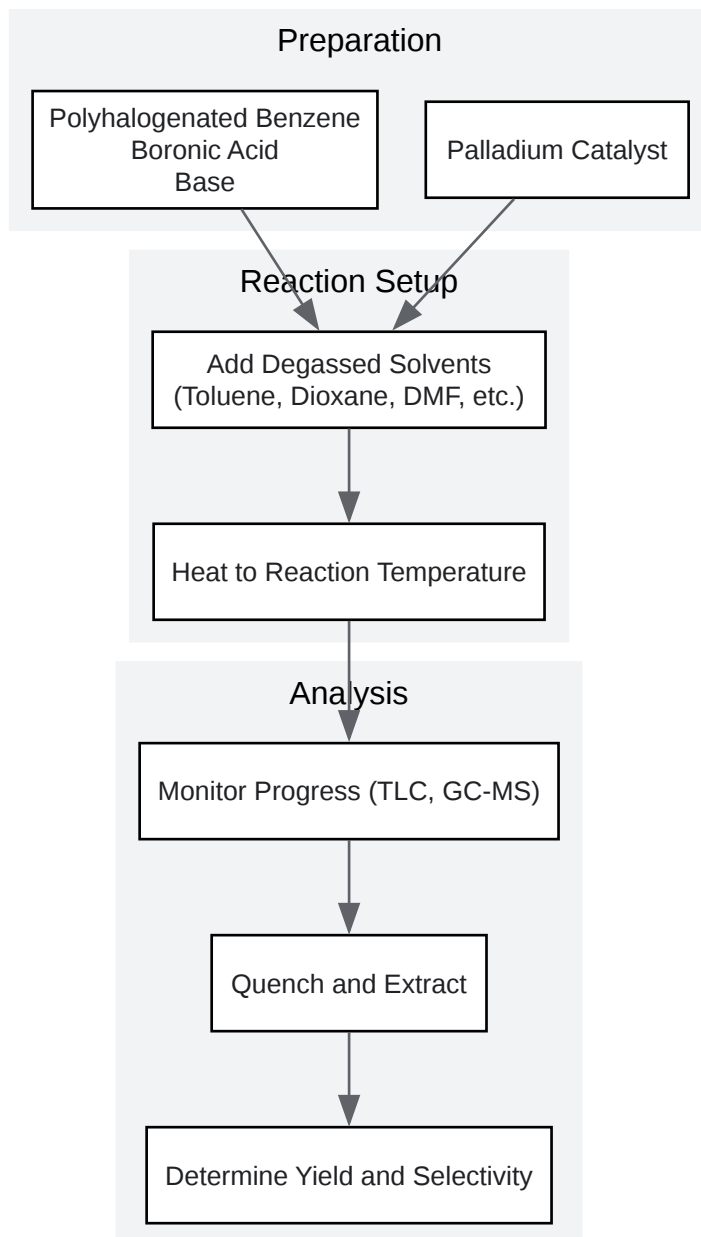 Preparation
Polyhalogenated Benzene
Boronic Acid
Base
Palladium Catalyst
Reaction Setup
Add Degassed Solvents
(Toluene, Dioxane, DMF, etc.)
Heat to Reaction Temperature
Analysis
Monitor Progress (TLC, GC-MS)
Quench and Extract
Determine Yield and Selectivity